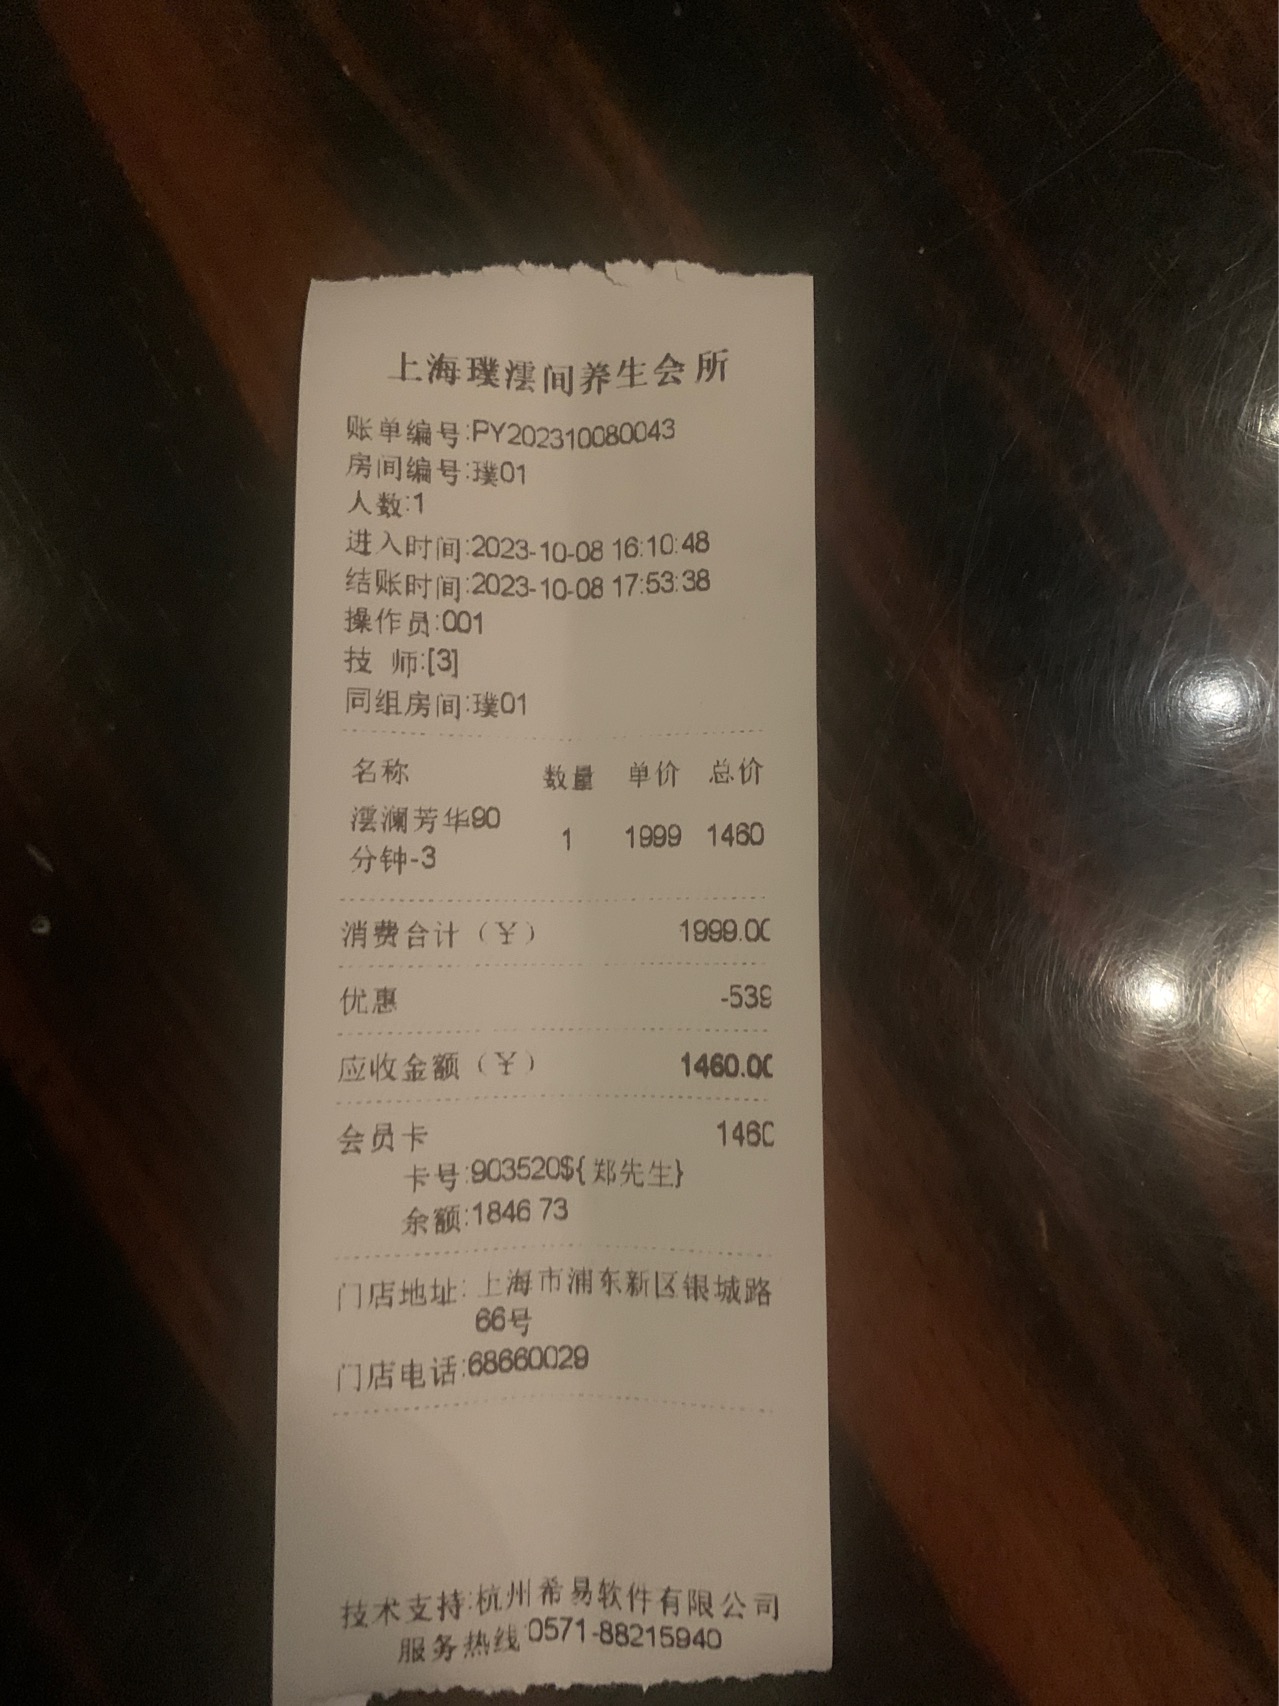 上海璞澐间养生会所
账单编号:PY202310080043
房间编号:璞01
人数:1
进入时间:2023-10-08 16:10:48
结账时间:2023-10-08 17:53:38
操作员:001
技 师:[3]
同组房间:璞01
名称 数量 单价 总价
澐澜芳华90
分钟-3 1 1999 1460
消费合计（¥） 1999.00
优惠 -539
应收金额（¥） 1460.00
会员卡 1460
卡号:903520${郑先生}
余额:1846.73
门店地址: 上海市浦东新区银城路
66号
门店电话:68660029
技术支持:杭州希易软件有限公司
服务热线:0571-88215940